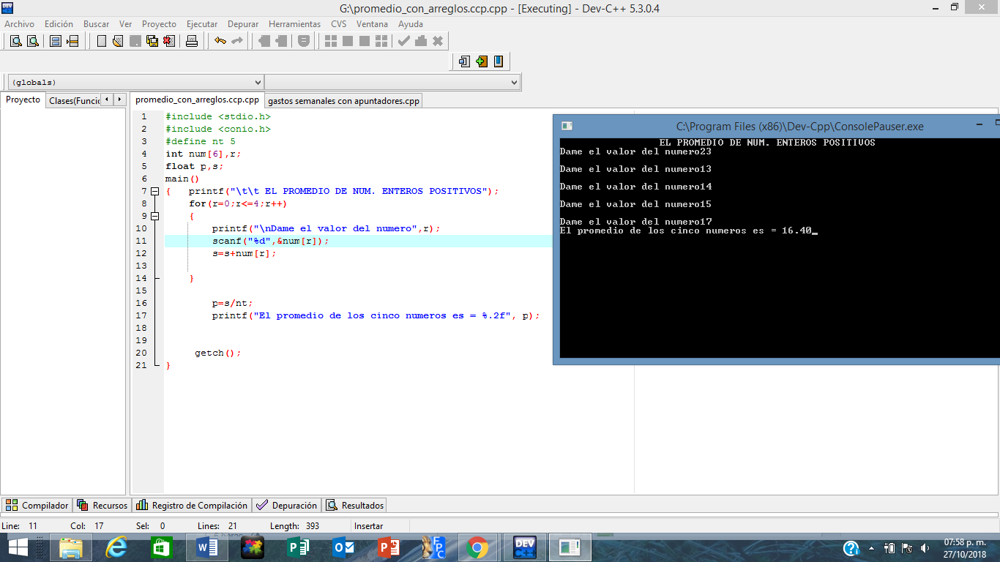 G:\promedio_con_arreglos.ccp.cpp - [Executing] - Dev-C++ 5.3.0.4
Archivo Edición Buscar Ver Proyecto Ejecutar Depurar Herramientas CVS Ventana Ayuda
(globals)
Proyecto Clases(Funcio promedio_con_arreglos.ccp.cpp gastos semanales con apuntadores.cpp
1 #include <stdio.h>
2 #include <conio.h>
3 #define nt 5
4 int num[6],r;
5 float p,s;
6 main()
7 { printf("\t\t EL PROMEDIO DE NUM. ENTEROS POSITIVOS");
8 for(r=0;r<=4;r++)
9 {
10 printf("\nDame el valor del numero",r);
11 scanf("%d",&num[r]);
12 s=s+num[r];
13
14 }
15
16 p=s/nt;
17 printf("El promedio de los cinco numeros es = %.2f", p);
18
19
20 getch();
21 }
C:\Program Files (x86)\Dev-Cpp\ConsolePauser.exe
EL PROMEDIO DE NUM. ENTEROS POSITIVOS
Dame el valor del numero23
Dame el valor del numero13
Dame el valor del numero14
Dame el valor del numero15
Dame el valor del numero17
El promedio de los cinco numeros es = 16.40_
Compilador Recursos Registro de Compilación Depuración Resultados
Line: 11 Col: 17 Sel: 0 Lines: 21 Length: 393 Insertar
07:58 p. m.
27/10/2018